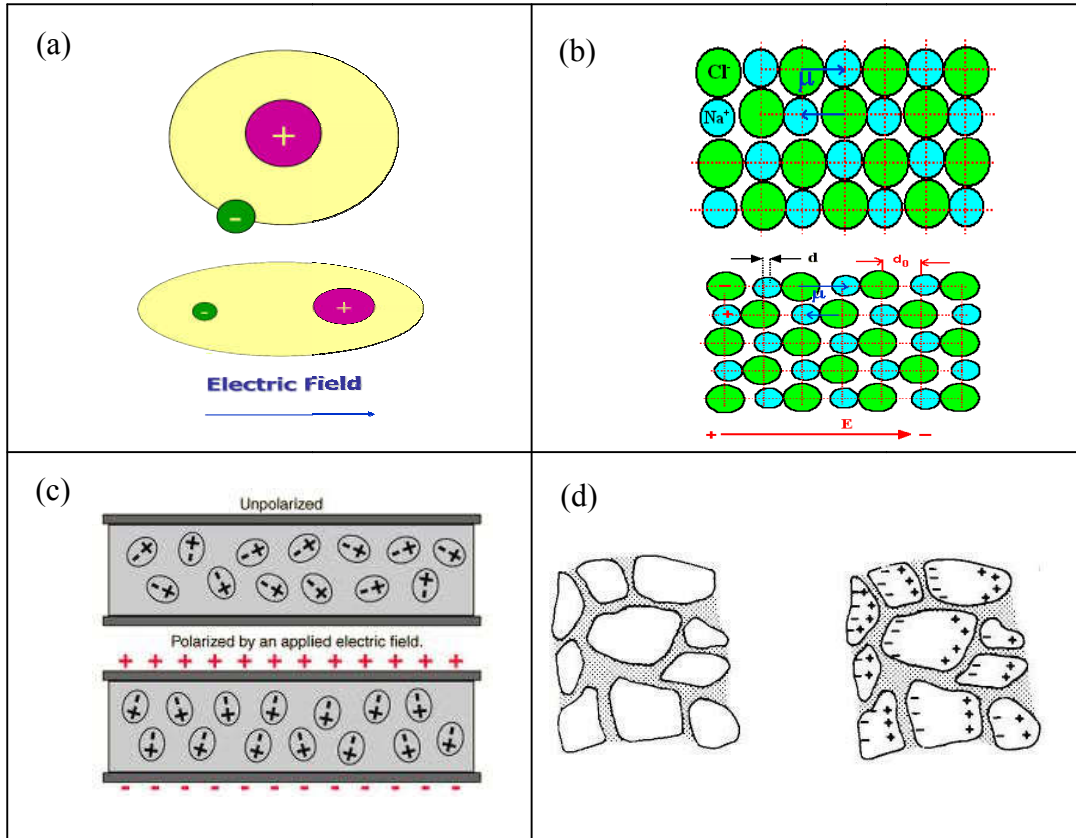 (a)
+
-
-
+
Electric Field
(b)
Cl-
μ
Na+
d
d0
-
μ
+
E
+
-
(c)
Unpolarized
Polarized by an applied electric field.
+ + + + + + + + + + + +
- - - - - - - - - - - -
(d)